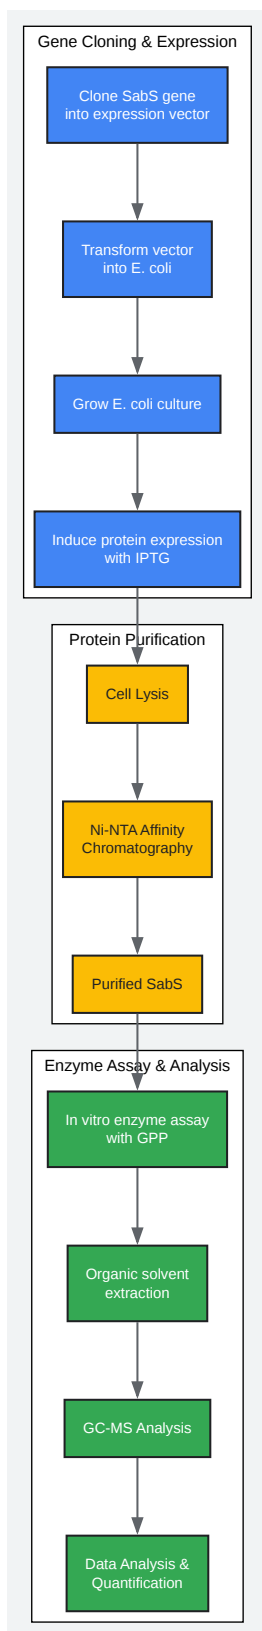 Gene Cloning & Expression
Clone SabS gene
into expression vector
Transform vector
into E. coli
Grow E. coli culture
Induce protein expression
with IPTG
Protein Purification
Cell Lysis
Ni-NTA Affinity
Chromatography
Purified SabS
Enzyme Assay & Analysis
In vitro enzyme assay
with GPP
Organic solvent
extraction
GC-MS Analysis
Data Analysis &
Quantification